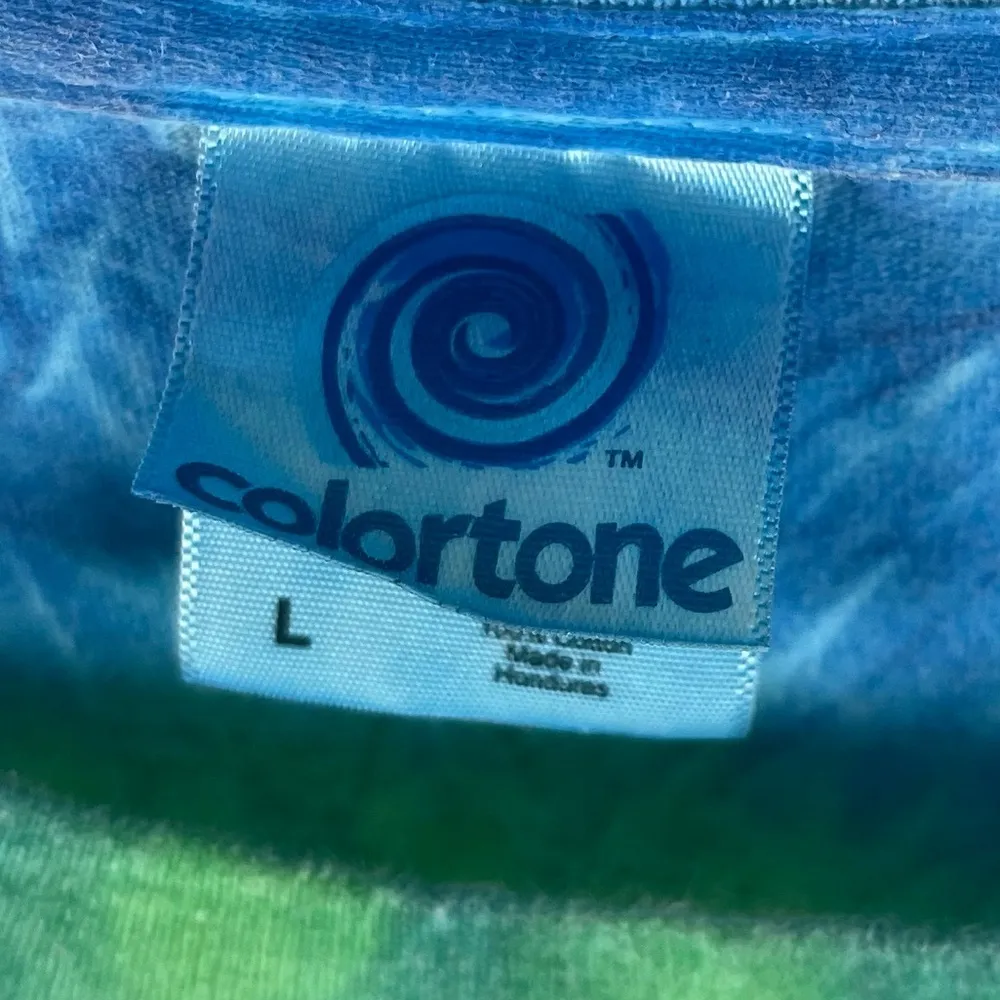 TM
colortone
L
100% Cotton
Made in
Honduras